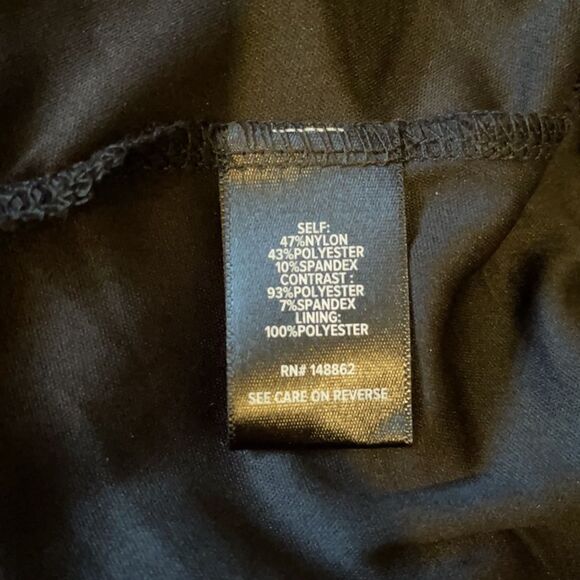 SELF:
47%NYLON
43%POLYESTER
10%SPANDEX
CONTRAST :
93%POLYESTER
7%SPANDEX
LINING:
100%POLYESTER
RN# 148862
SEE CARE ON REVERSE